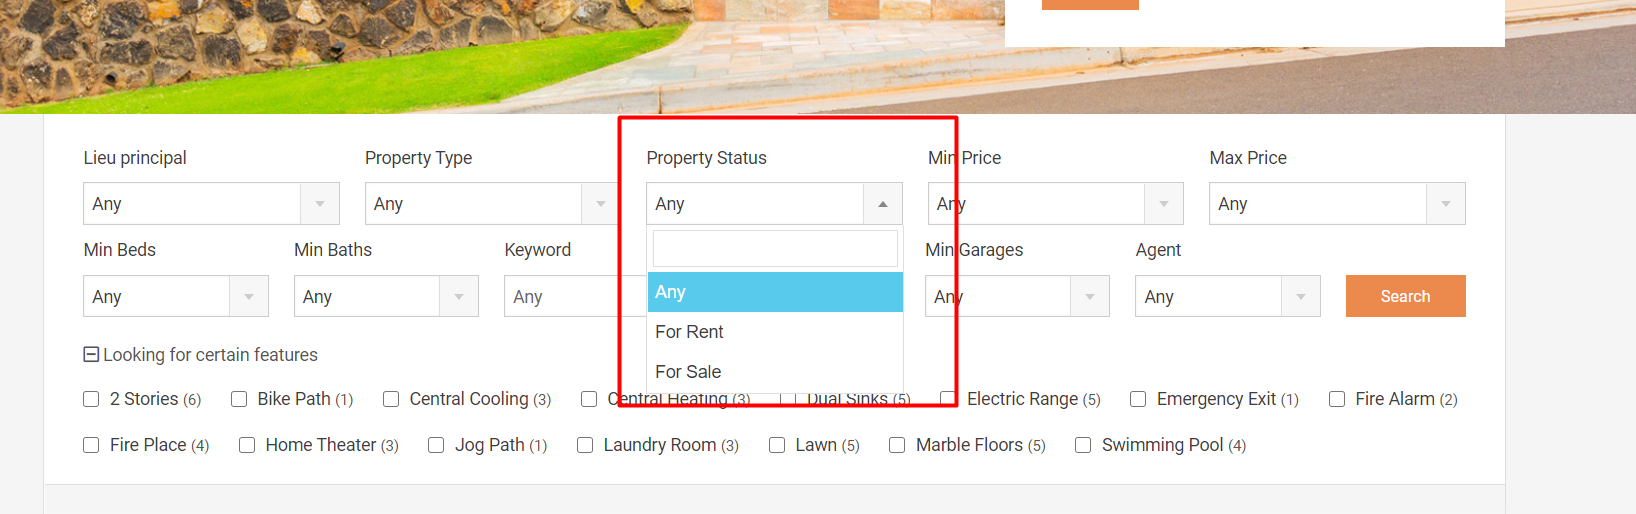 Lieu principal Property Type Property Status Min Price Max Price
Any Any Any Any Any
Min Beds Min Baths Keyword Min Garages Agent
Any Any Any Any Any Search
Any
For Rent
For Sale
Looking for certain features
2 Stories (6) Bike Path (1) Central Cooling (3) Central Heating (3) Dual Sinks (5) Electric Range (5) Emergency Exit (1) Fire Alarm (2)
Fire Place (4) Home Theater (3) Jog Path (1) Laundry Room (3) Lawn (5) Marble Floors (5) Swimming Pool (4)